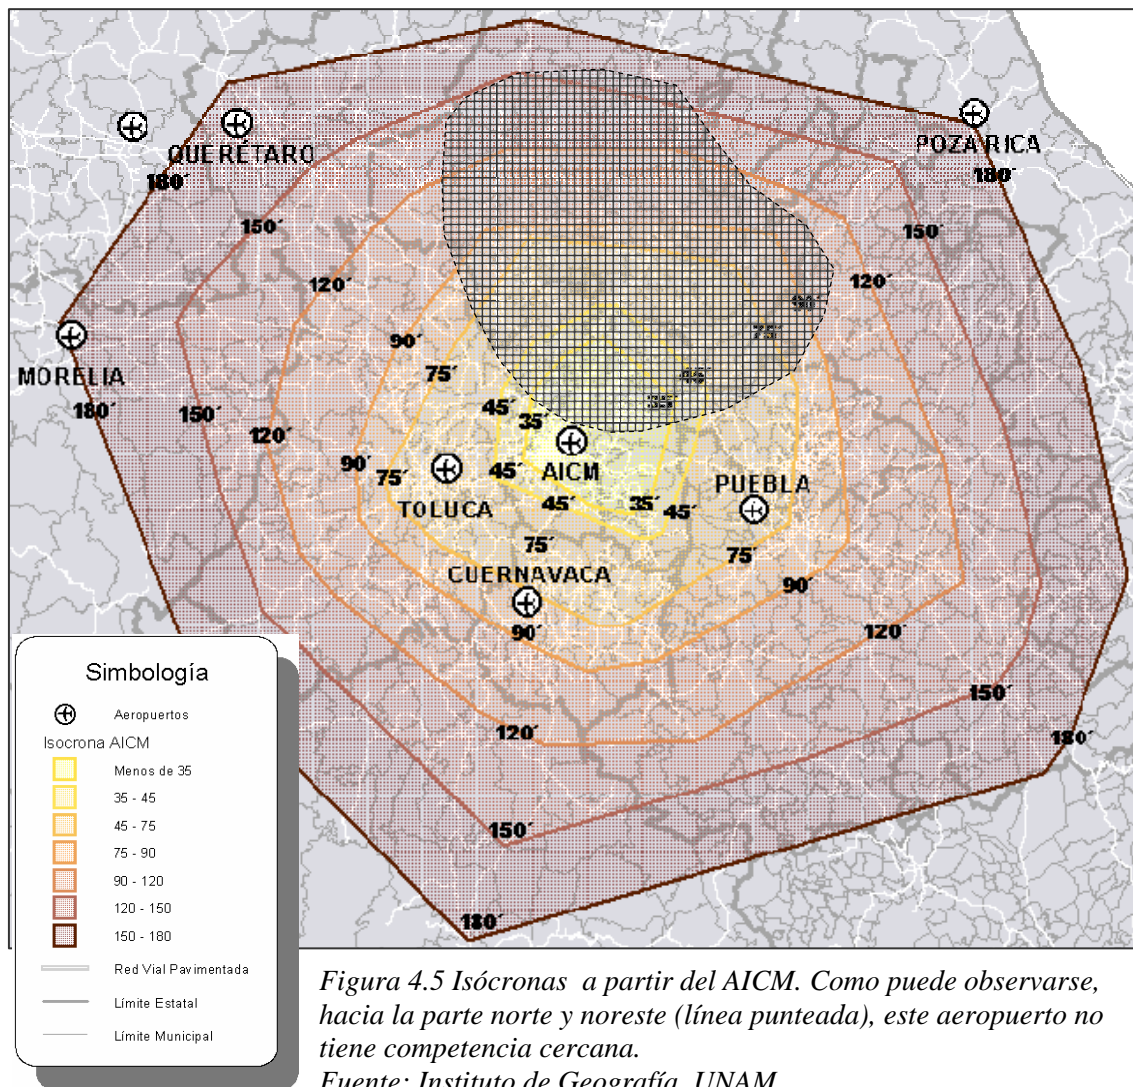 QUERÉTARO
POZA RICA
180´
180´
150´
150´
120´
120´
90´
90´
75´
MORELIA
75´
45´
180´
150´
45´
35´
35´
120´
AICM
90´
75´
45´
TOLUCA
45´
35´
45´
PUEBLA
75´
75´
CUERNAVACA
90´
90´
120´
150´
120´
180´
150´
180´
Simbología
Aeropuertos
Isocrona AICM
Menos de 35
35 - 45
45 - 75
75 - 90
90 - 120
120 - 150
150 - 180
Red Vial Pavimentada
Límite Estatal
Límite Municipal
Figura 4.5 Isócronas a partir del AICM. Como puede observarse,
hacia la parte norte y noreste (línea punteada), este aeropuerto no
tiene competencia cercana.
Fuente: Instituto de Geografía, UNAM